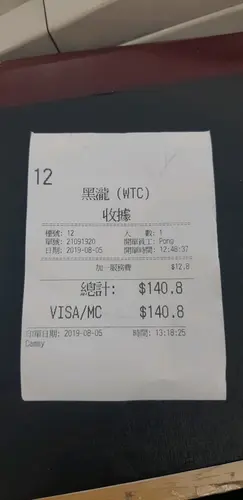 12
黑瀧 (WTC)
收據
檯號: 12 人 數: 1
單號: 21091920 開單員工: Pong
日期: 2019-08-05 開單時間: 12:48:37
加一服務費 $12.8
總計: $140.8
VISA/MC $140.8
印單日期: 2019-08-05 時間: 13:18:25
Cammy